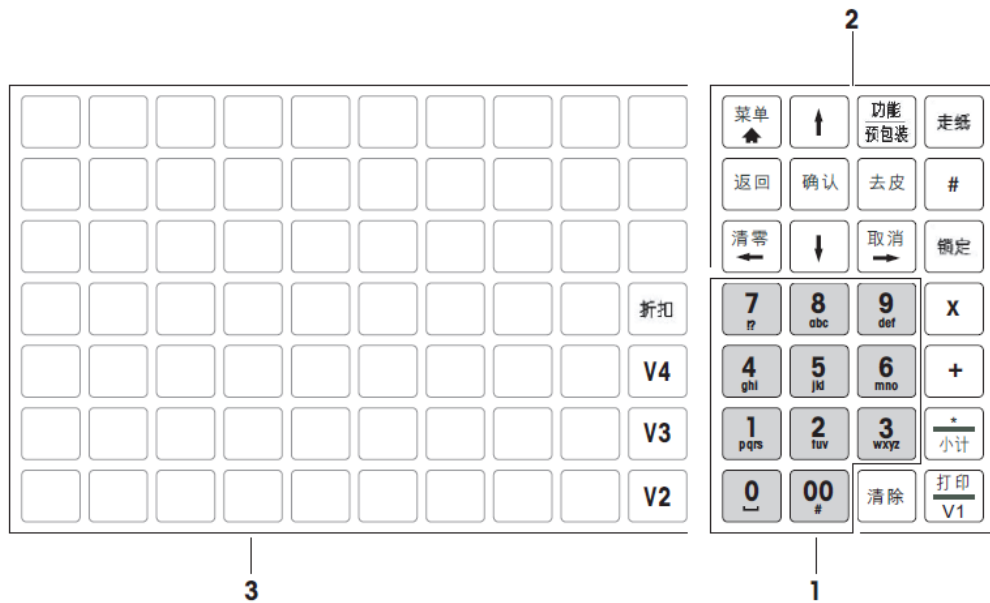 2
菜单
功能
预包装
走纸
返回
确认
去皮
#
清零
取消
锁定
折扣
7
!?
8
abc
9
def
X
V4
4
ghi
5
jkl
6
mno
+
V3
1
pqrs
2
tuv
3
wxyz
*
小计
V2
0
00
#
清除
打印
V1
3
1